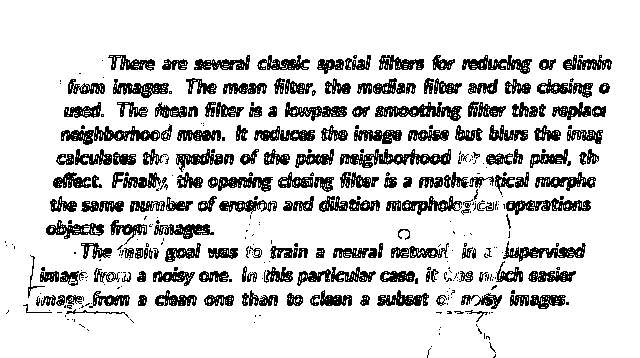 There are several classic spatial filters for reducing or elimin
from images. The mean filter, the median filter and the closing o
used. The mean filter is a lowpass or smoothing filter that replac
neighborhood mean. It reduces the image noise but blurs the imag
calculates the median of the pixel neighborhood for each pixel, th
effect. Finally, the opening closing filter is a mathematical morpho
the same number of erosion and dilation morphological operations
objects from images.
The main goal was to train a neural network in a supervised
image from a noisy one. In this particular case, it was much easier
image from a clean one than to clean a subset of noisy images.